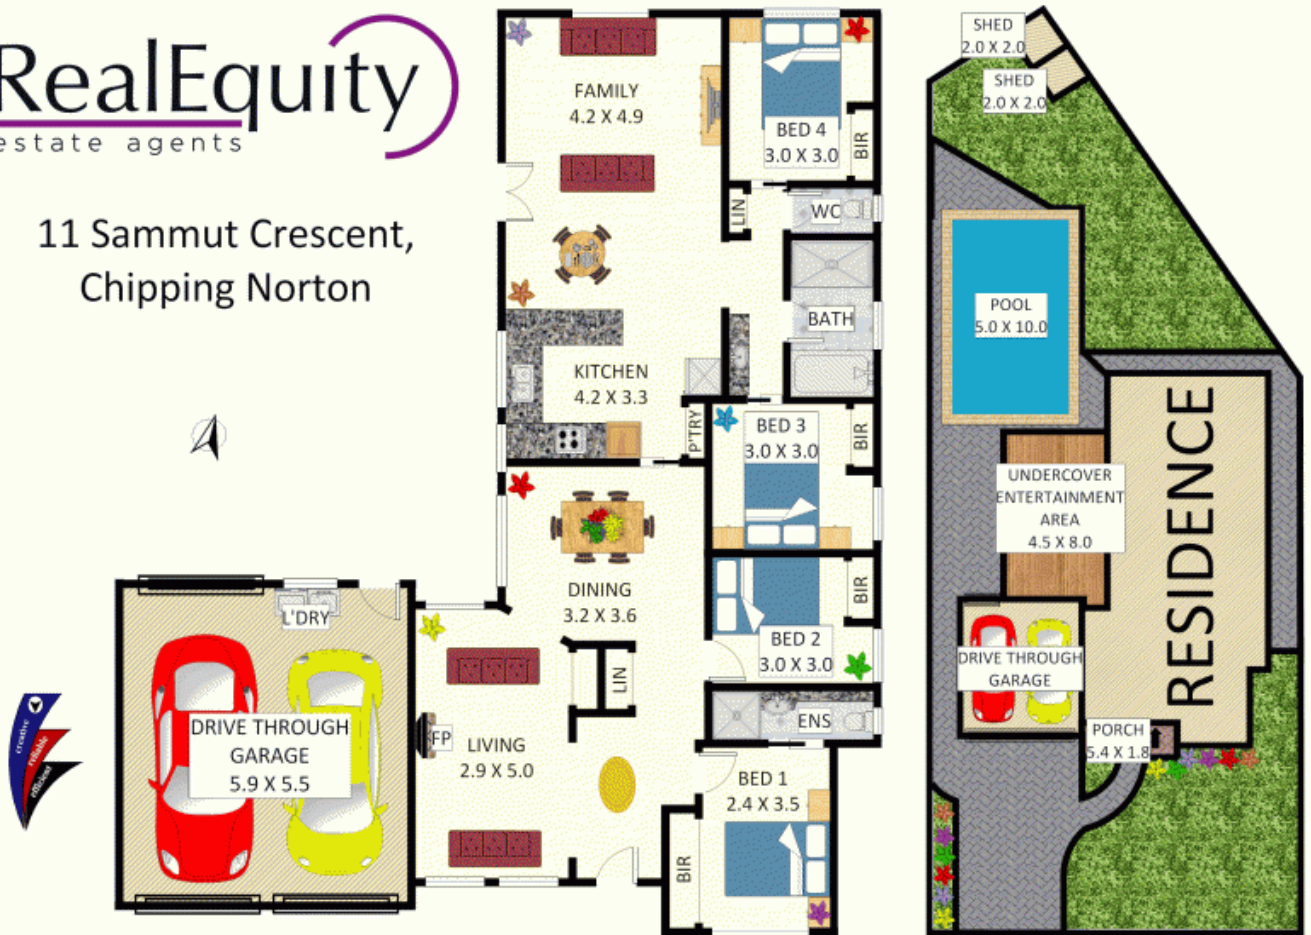 RealEquity
estate agents
11 Sammut Crescent,
Chipping Norton
creative
reliable
efficient
FAMILY
4.2 X 4.9
BED 4
3.0 X 3.0
BIR
LIN
WC
BATH
KITCHEN
4.2 X 3.3
P'TRY
BED 3
3.0 X 3.0
BIR
DINING
3.2 X 3.6
BED 2
3.0 X 3.0
BIR
LIN
ENS
L'DRY
DRIVE THROUGH
GARAGE
5.9 X 5.5
FP
LIVING
2.9 X 5.0
BED 1
2.4 X 3.5
BIR
SHED
2.0 X 2.0
SHED
2.0 X 2.0
POOL
5.0 X 10.0
UNDERCOVER
ENTERTAINMENT
AREA
4.5 X 8.0
RESIDENCE
DRIVE THROUGH
GARAGE
PORCH
5.4 X 1.8